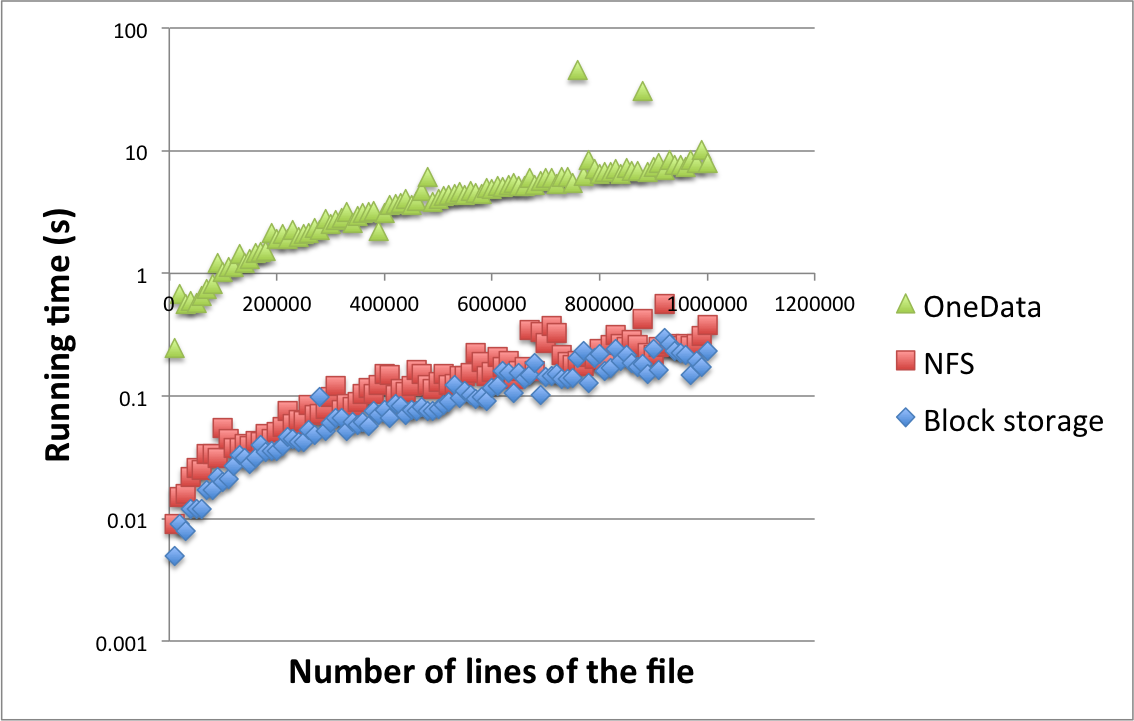 100
10
1
0.1
0.01
0.001
0
200000
400000
600000
800000
1000000
1200000
Running time (s)
Number of lines of the file
OneData
NFS
Block storage